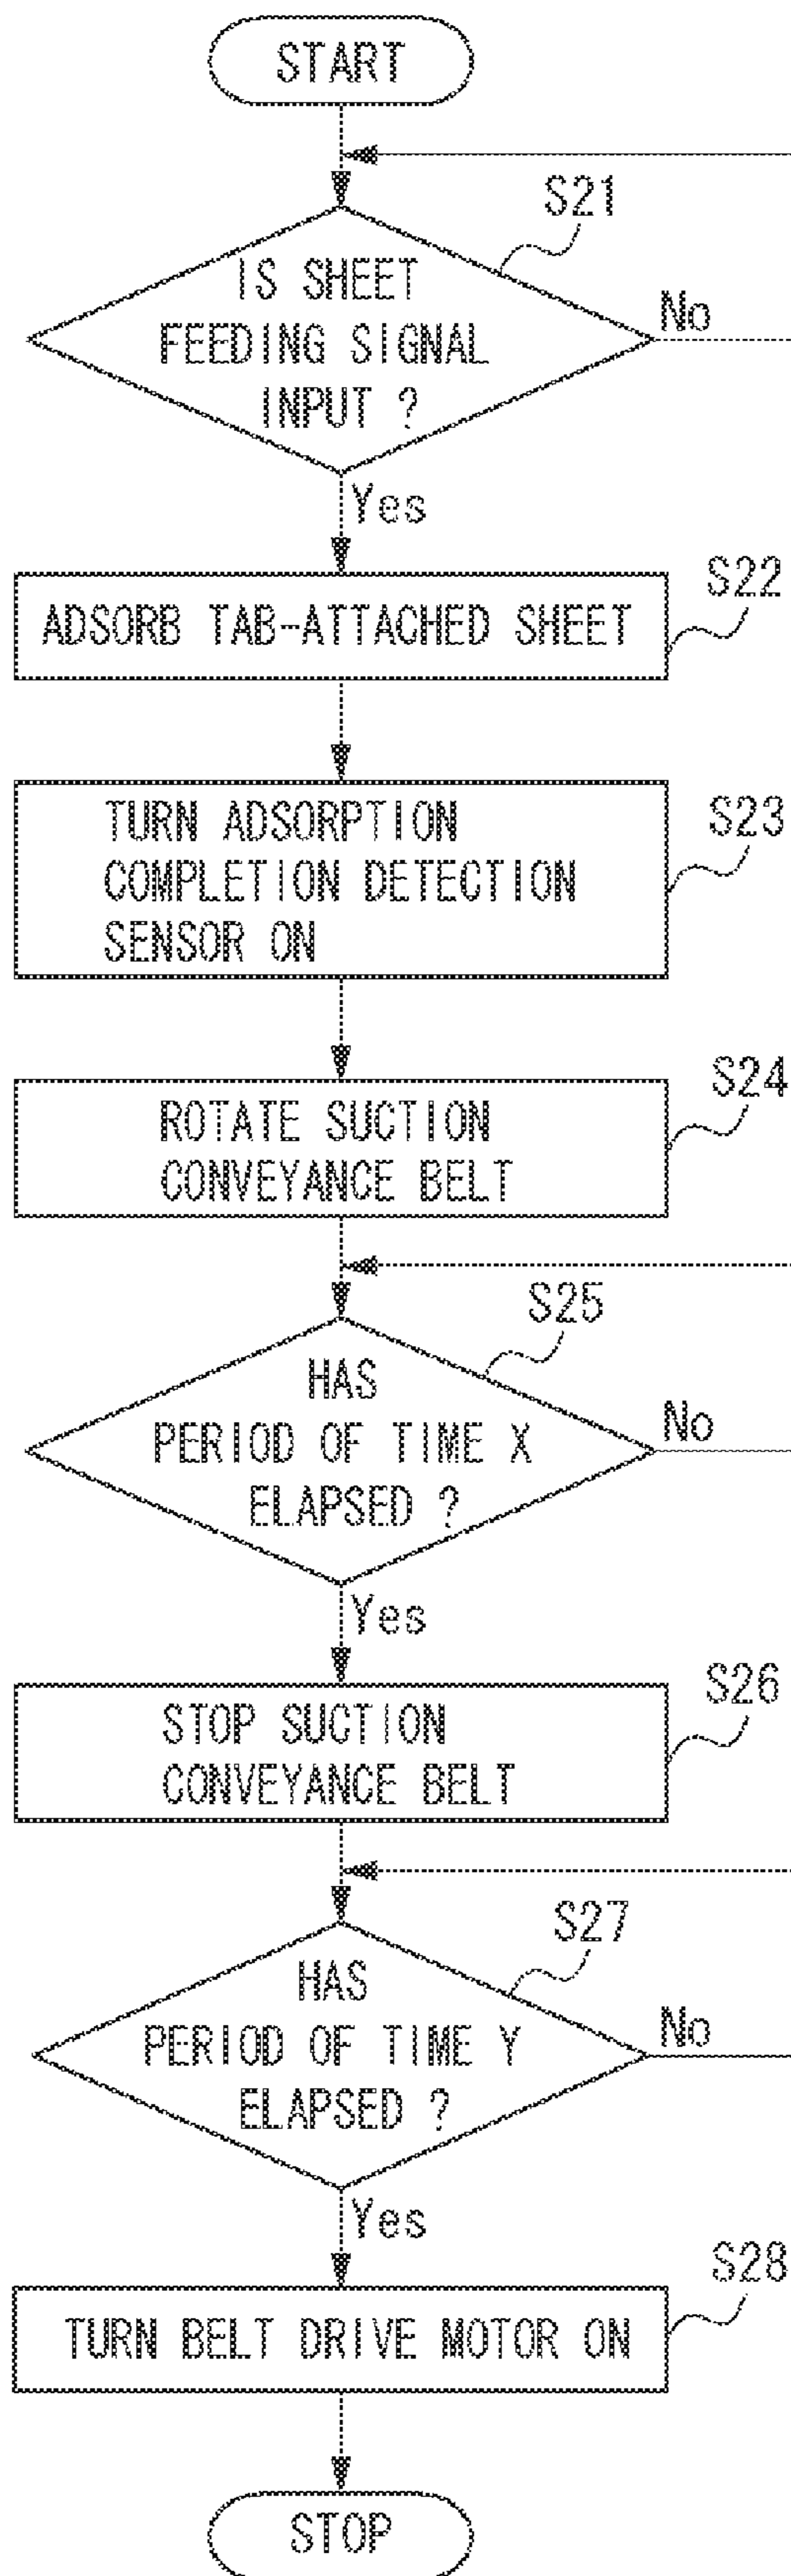 START
S21
IS SHEET
FEEDING SIGNAL
INPUT ?
No
Yes
S22
ADSORB TAB-ATTACHED SHEET
S23
TURN ADSORPTION
COMPLETION DETECTION
SENSOR ON
S24
ROTATE SUCTION
CONVEYANCE BELT
S25
HAS
PERIOD OF TIME X
ELAPSED ?
No
Yes
S26
STOP SUCTION
CONVEYANCE BELT
S27
HAS
PERIOD OF TIME Y
ELAPSED ?
No
Yes
S28
TURN BELT DRIVE MOTOR ON
STOP